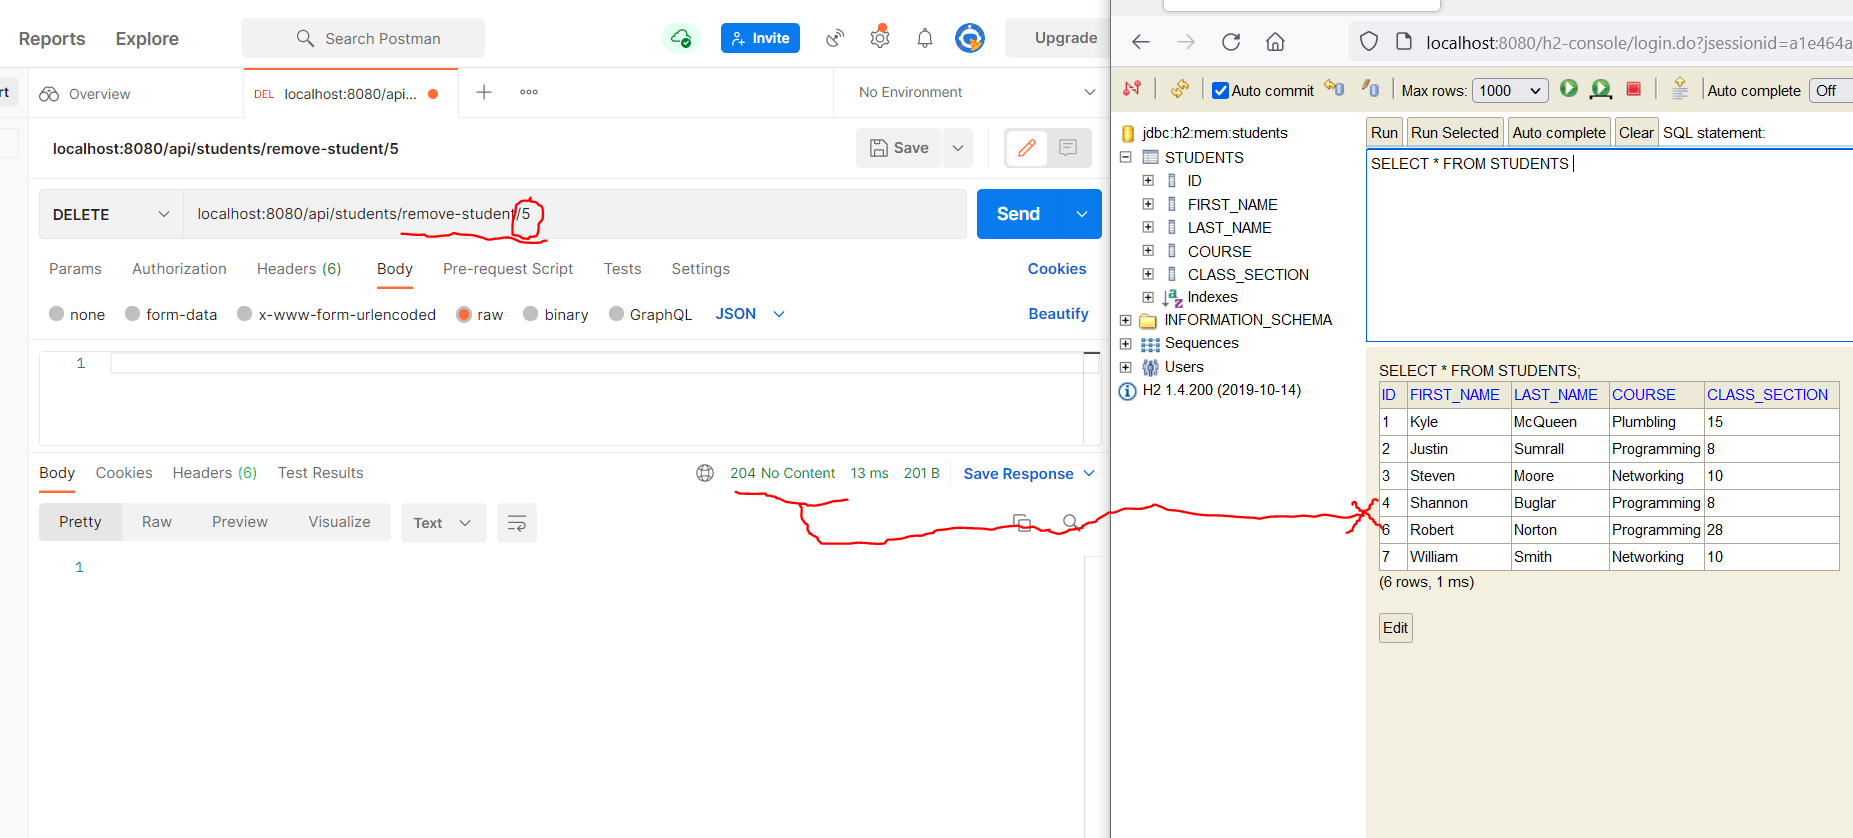 Reports Explore Search Postman Invite Upgrade
rt Overview DEL localhost:8080/api... No Environment
localhost:8080/api/students/remove-student/5 Save
DELETE localhost:8080/api/students/remove-student/5 Send
Params Authorization Headers (6) Body Pre-request Script Tests Settings Cookies
none form-data x-www-form-urlencoded raw binary GraphQL JSON Beautify
1
Body Cookies Headers (6) Test Results 204 No Content 13 ms 201 B Save Response
Pretty Raw Preview Visualize Text
1
localhost:8080/h2-console/login.do?jsessionid=a1e464a
Auto commit Max rows: 1000 Auto complete Off
jdbc:h2:mem:students
STUDENTS
ID
FIRST_NAME
LAST_NAME
COURSE
CLASS_SECTION
Indexes
INFORMATION_SCHEMA
Sequences
Users
H2 1.4.200 (2019-10-14)
Run Run Selected Auto complete Clear SQL statement:
SELECT * FROM STUDENTS
SELECT * FROM STUDENTS;
ID FIRST_NAME LAST_NAME COURSE CLASS_SECTION
1 Kyle McQueen Plumbling 15
2 Justin Sumrall Programming 8
3 Steven Moore Networking 10
4 Shannon Buglar Programming 8
6 Robert Norton Programming 28
7 William Smith Networking 10
(6 rows, 1 ms)
Edit